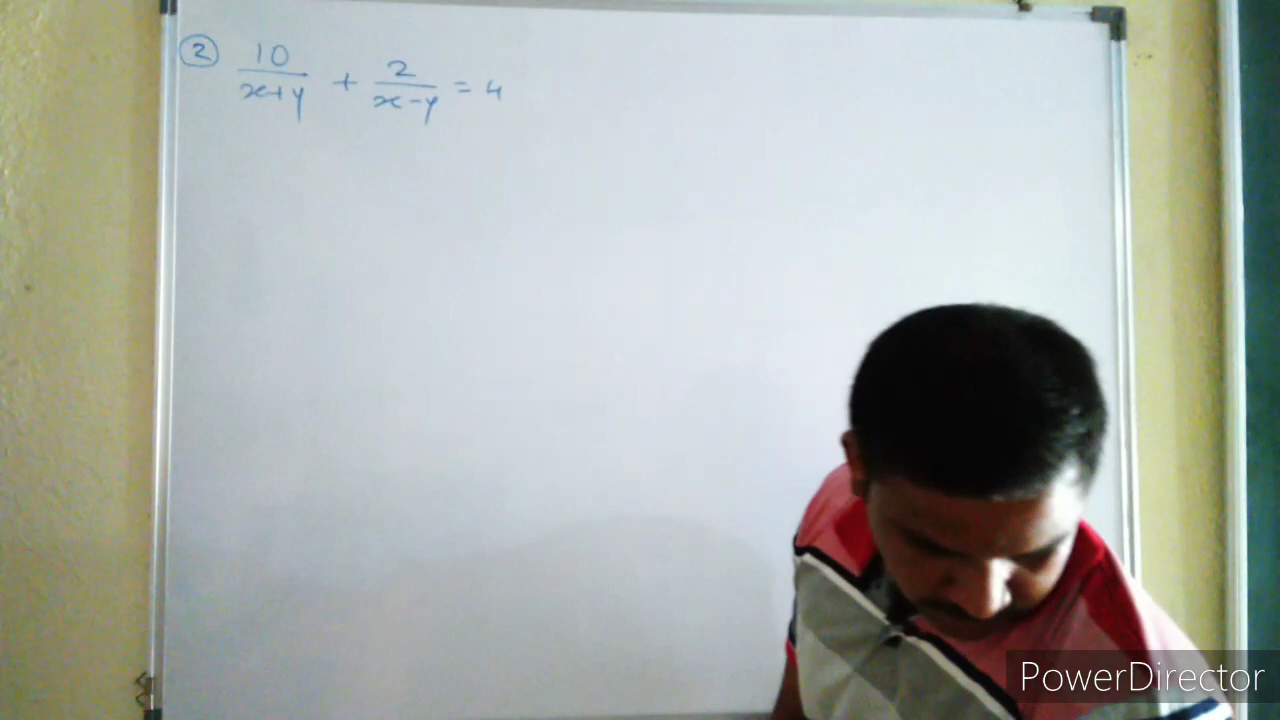 ② 10/(x+y) + 2/(x-y) = 4
PowerDirector